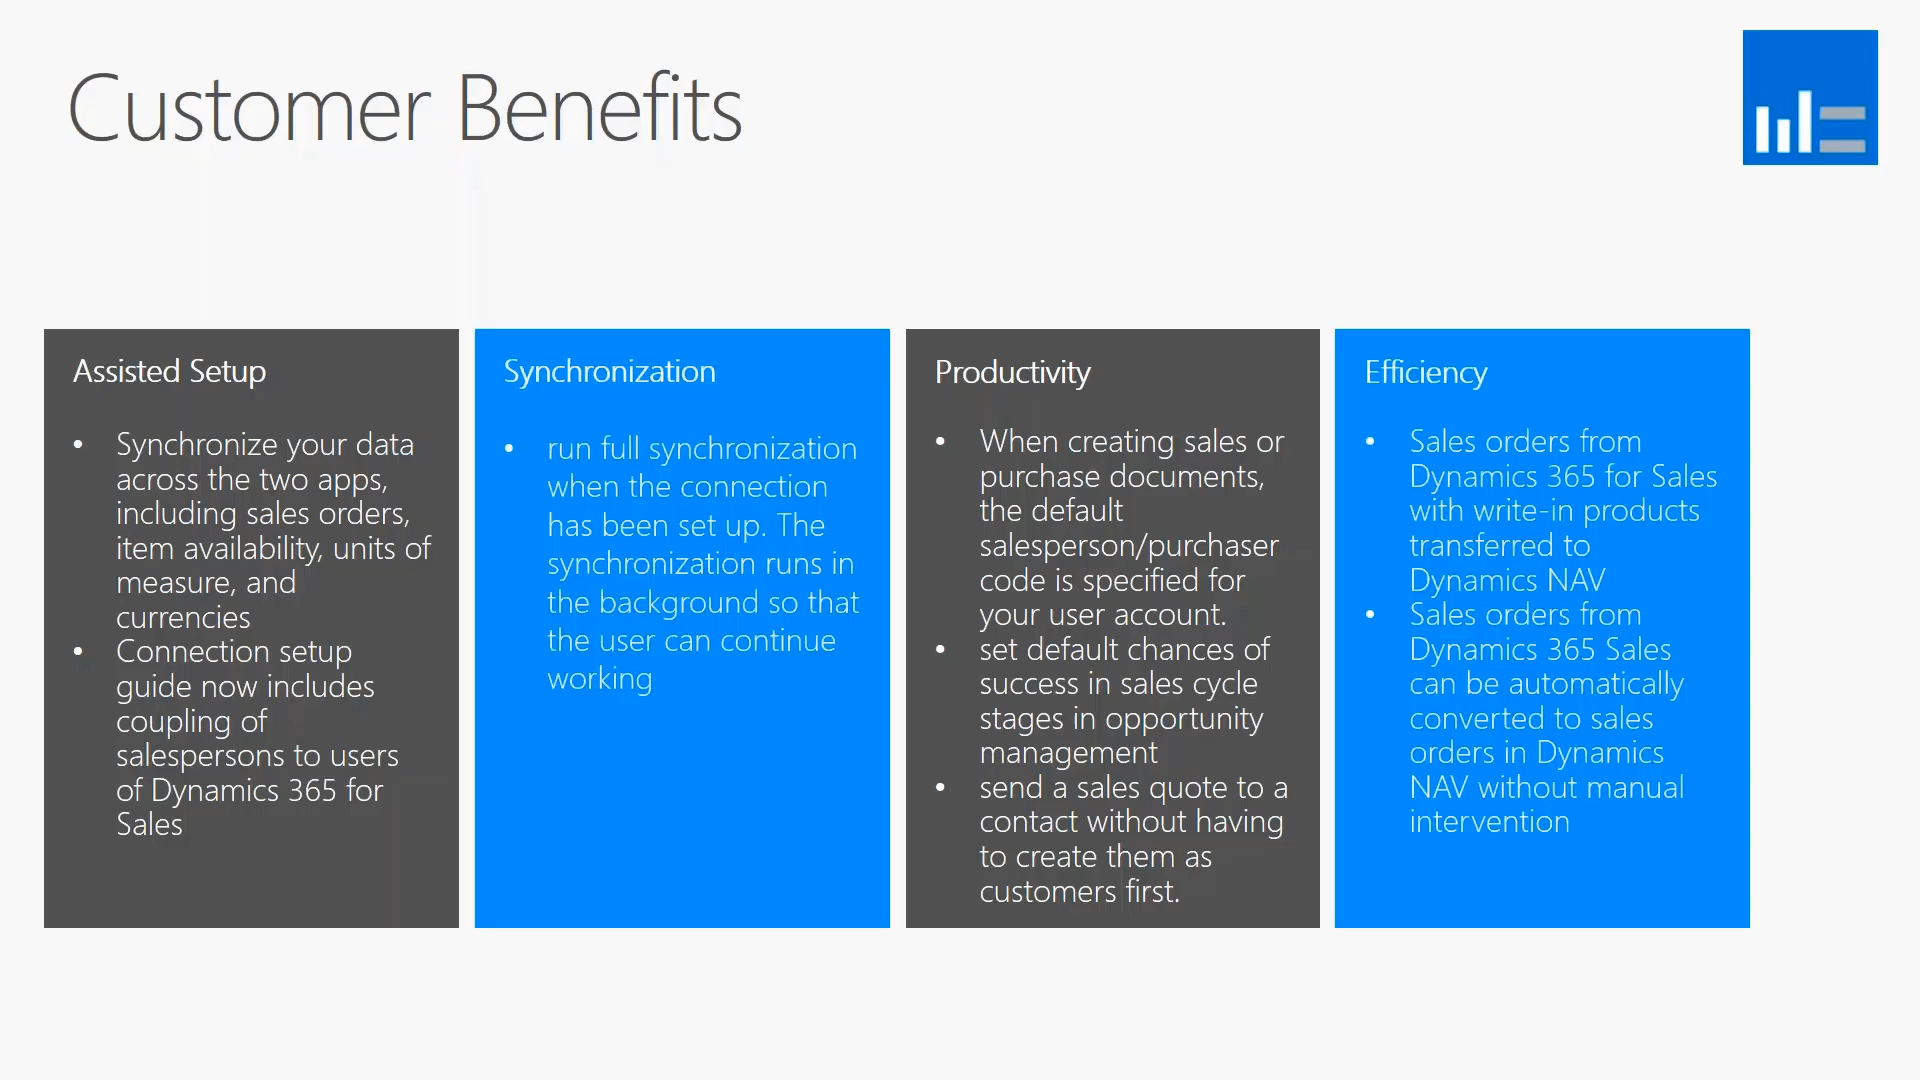 Customer Benefits
Assisted Setup
• Synchronize your data
across the two apps,
including sales orders,
item availability, units of
measure, and
currencies
• Connection setup
guide now includes
coupling of
salespersons to users
of Dynamics 365 for
Sales
Synchronization
• run full synchronization
when the connection
has been set up. The
synchronization runs in
the background so that
the user can continue
working
Productivity
• When creating sales or
purchase documents,
the default
salesperson/purchaser
code is specified for
your user account.
• set default chances of
success in sales cycle
stages in opportunity
management
• send a sales quote to a
contact without having
to create them as
customers first.
Efficiency
• Sales orders from
Dynamics 365 for Sales
with write-in products
transferred to
Dynamics NAV
• Sales orders from
Dynamics 365 Sales
can be automatically
converted to sales
orders in Dynamics
NAV without manual
intervention